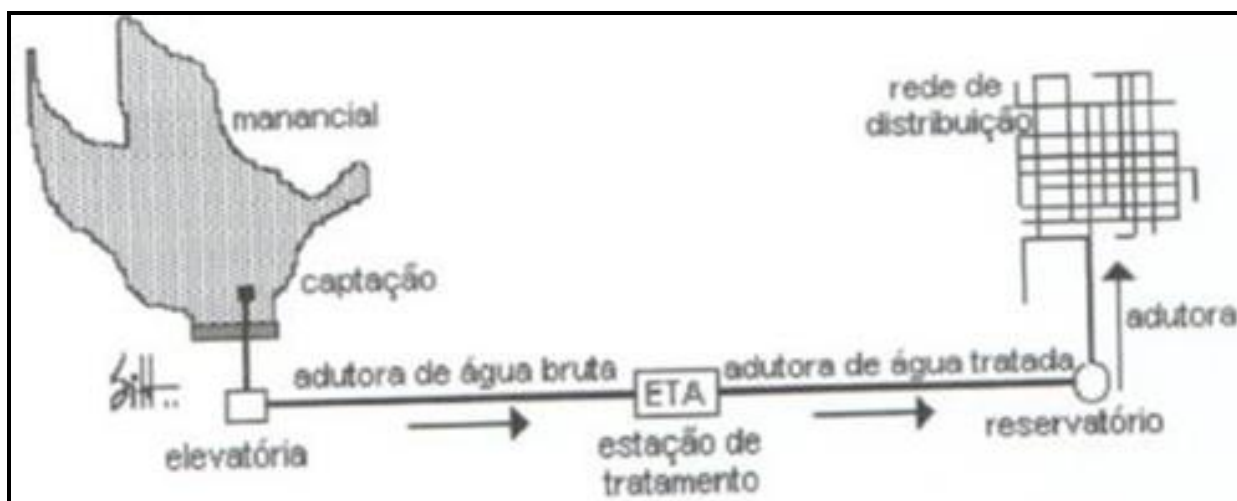 manancial
rede de
distribuição
captação
adutora
adutora de água bruta
ETA
adutora de água tratada
elevatória
estação de
tratamento
reservatório